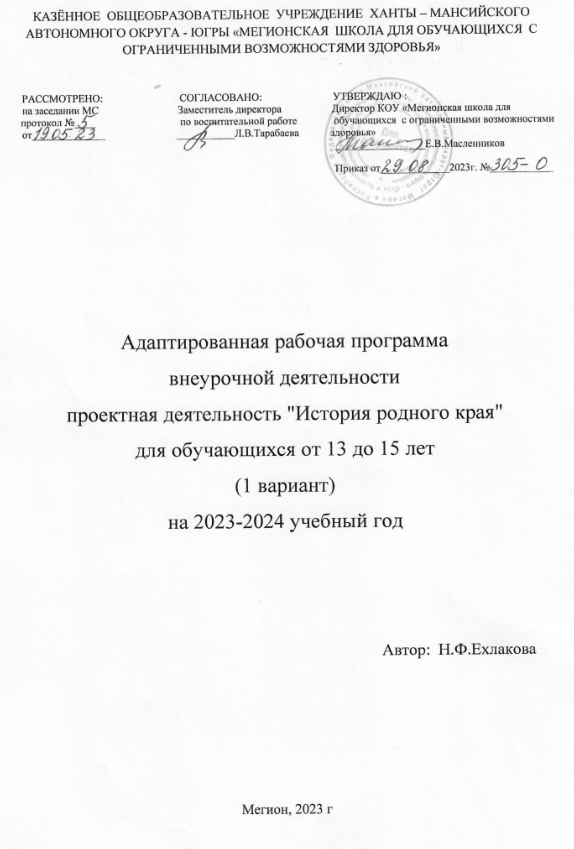 КАЗЁННОЕ ОБЩЕОБРАЗОВАТЕЛЬНОЕ УЧРЕЖДЕНИЕ ХАНТЫ – МАНСИЙСКОГО
АВТОНОМНОГО ОКРУГА - ЮГРЫ «МЕГИОНСКАЯ ШКОЛА ДЛЯ ОБУЧАЮЩИХСЯ С
ОГРАНИЧЕННЫМИ ВОЗМОЖНОСТЯМИ ЗДОРОВЬЯ»
РАССМОТРЕНО:
на заседании МС
протокол № 5
от 19.05.23
СОГЛАСОВАНО:
Заместитель директора
по воспитательной работе
Л.В.Тарабаева
УТВЕРЖДАЮ :
Директор КОУ «Мегионская школа для
обучающихся с ограниченными возможностями
здоровья»
Е.В.Масленников
Приказ от 29.08 2023г. № 305-О
Адаптированная рабочая программа
внеурочной деятельности
проектная деятельность "История родного края"
для обучающихся от 13 до 15 лет
(1 вариант)
на 2023-2024 учебный год
Автор: Н.Ф.Ехлакова
Мегион, 2023 г